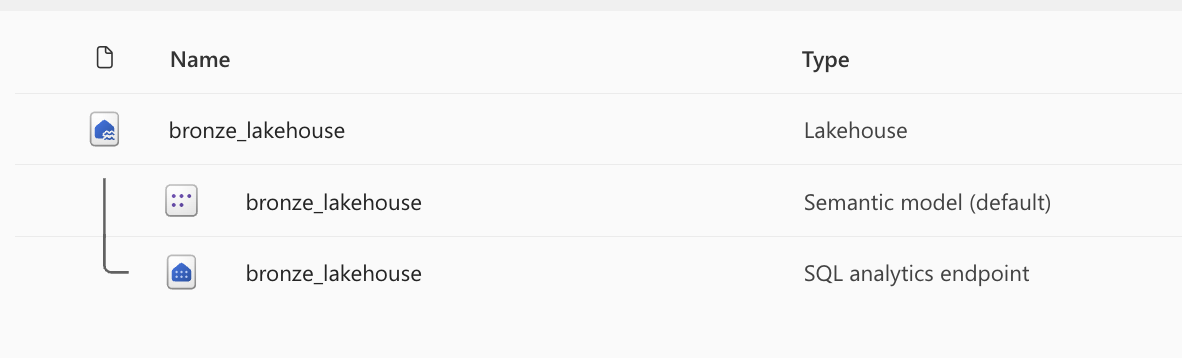 Name Type
bronze_lakehouse Lakehouse
bronze_lakehouse Semantic model (default)
bronze_lakehouse SQL analytics endpoint